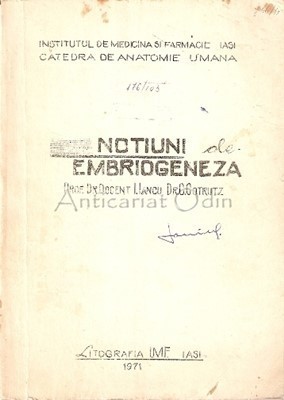 INSTITUTUL DE MEDICINA SI FARMACIE IASI
CATEDRA DE ANATOMIE UMANA
NOTIUNI de
EMBRIOGENEZA
PROF. DR. DOCENT I. IANCU, DR. C. COTRUTZ
Anticariat Odin
LITOGRAFIA IMF IASI
1971